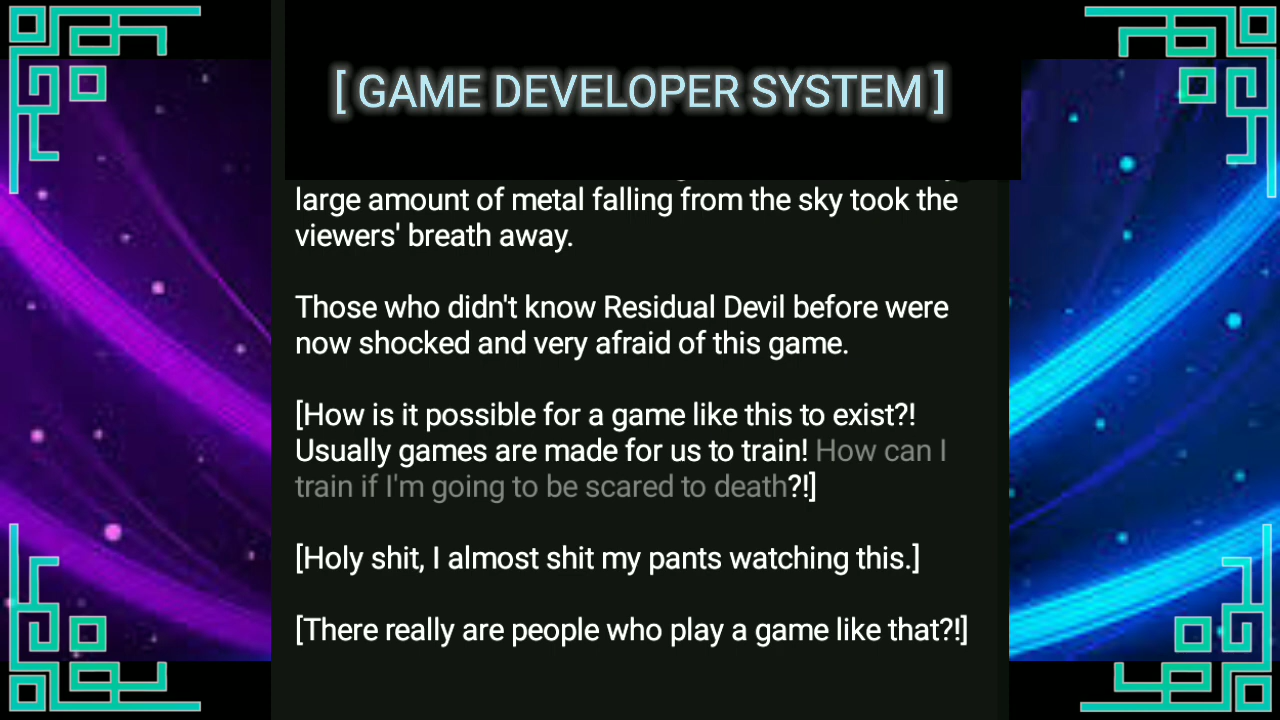 [ GAME DEVELOPER SYSTEM ]
large amount of metal falling from the sky took the
viewers' breath away.
Those who didn't know Residual Devil before were
now shocked and very afraid of this game.
[How is it possible for a game like this to exist?!
Usually games are made for us to train! How can I
train if I'm going to be scared to death?!]
[Holy shit, I almost shit my pants watching this.]
[There really are people who play a game like that?!]